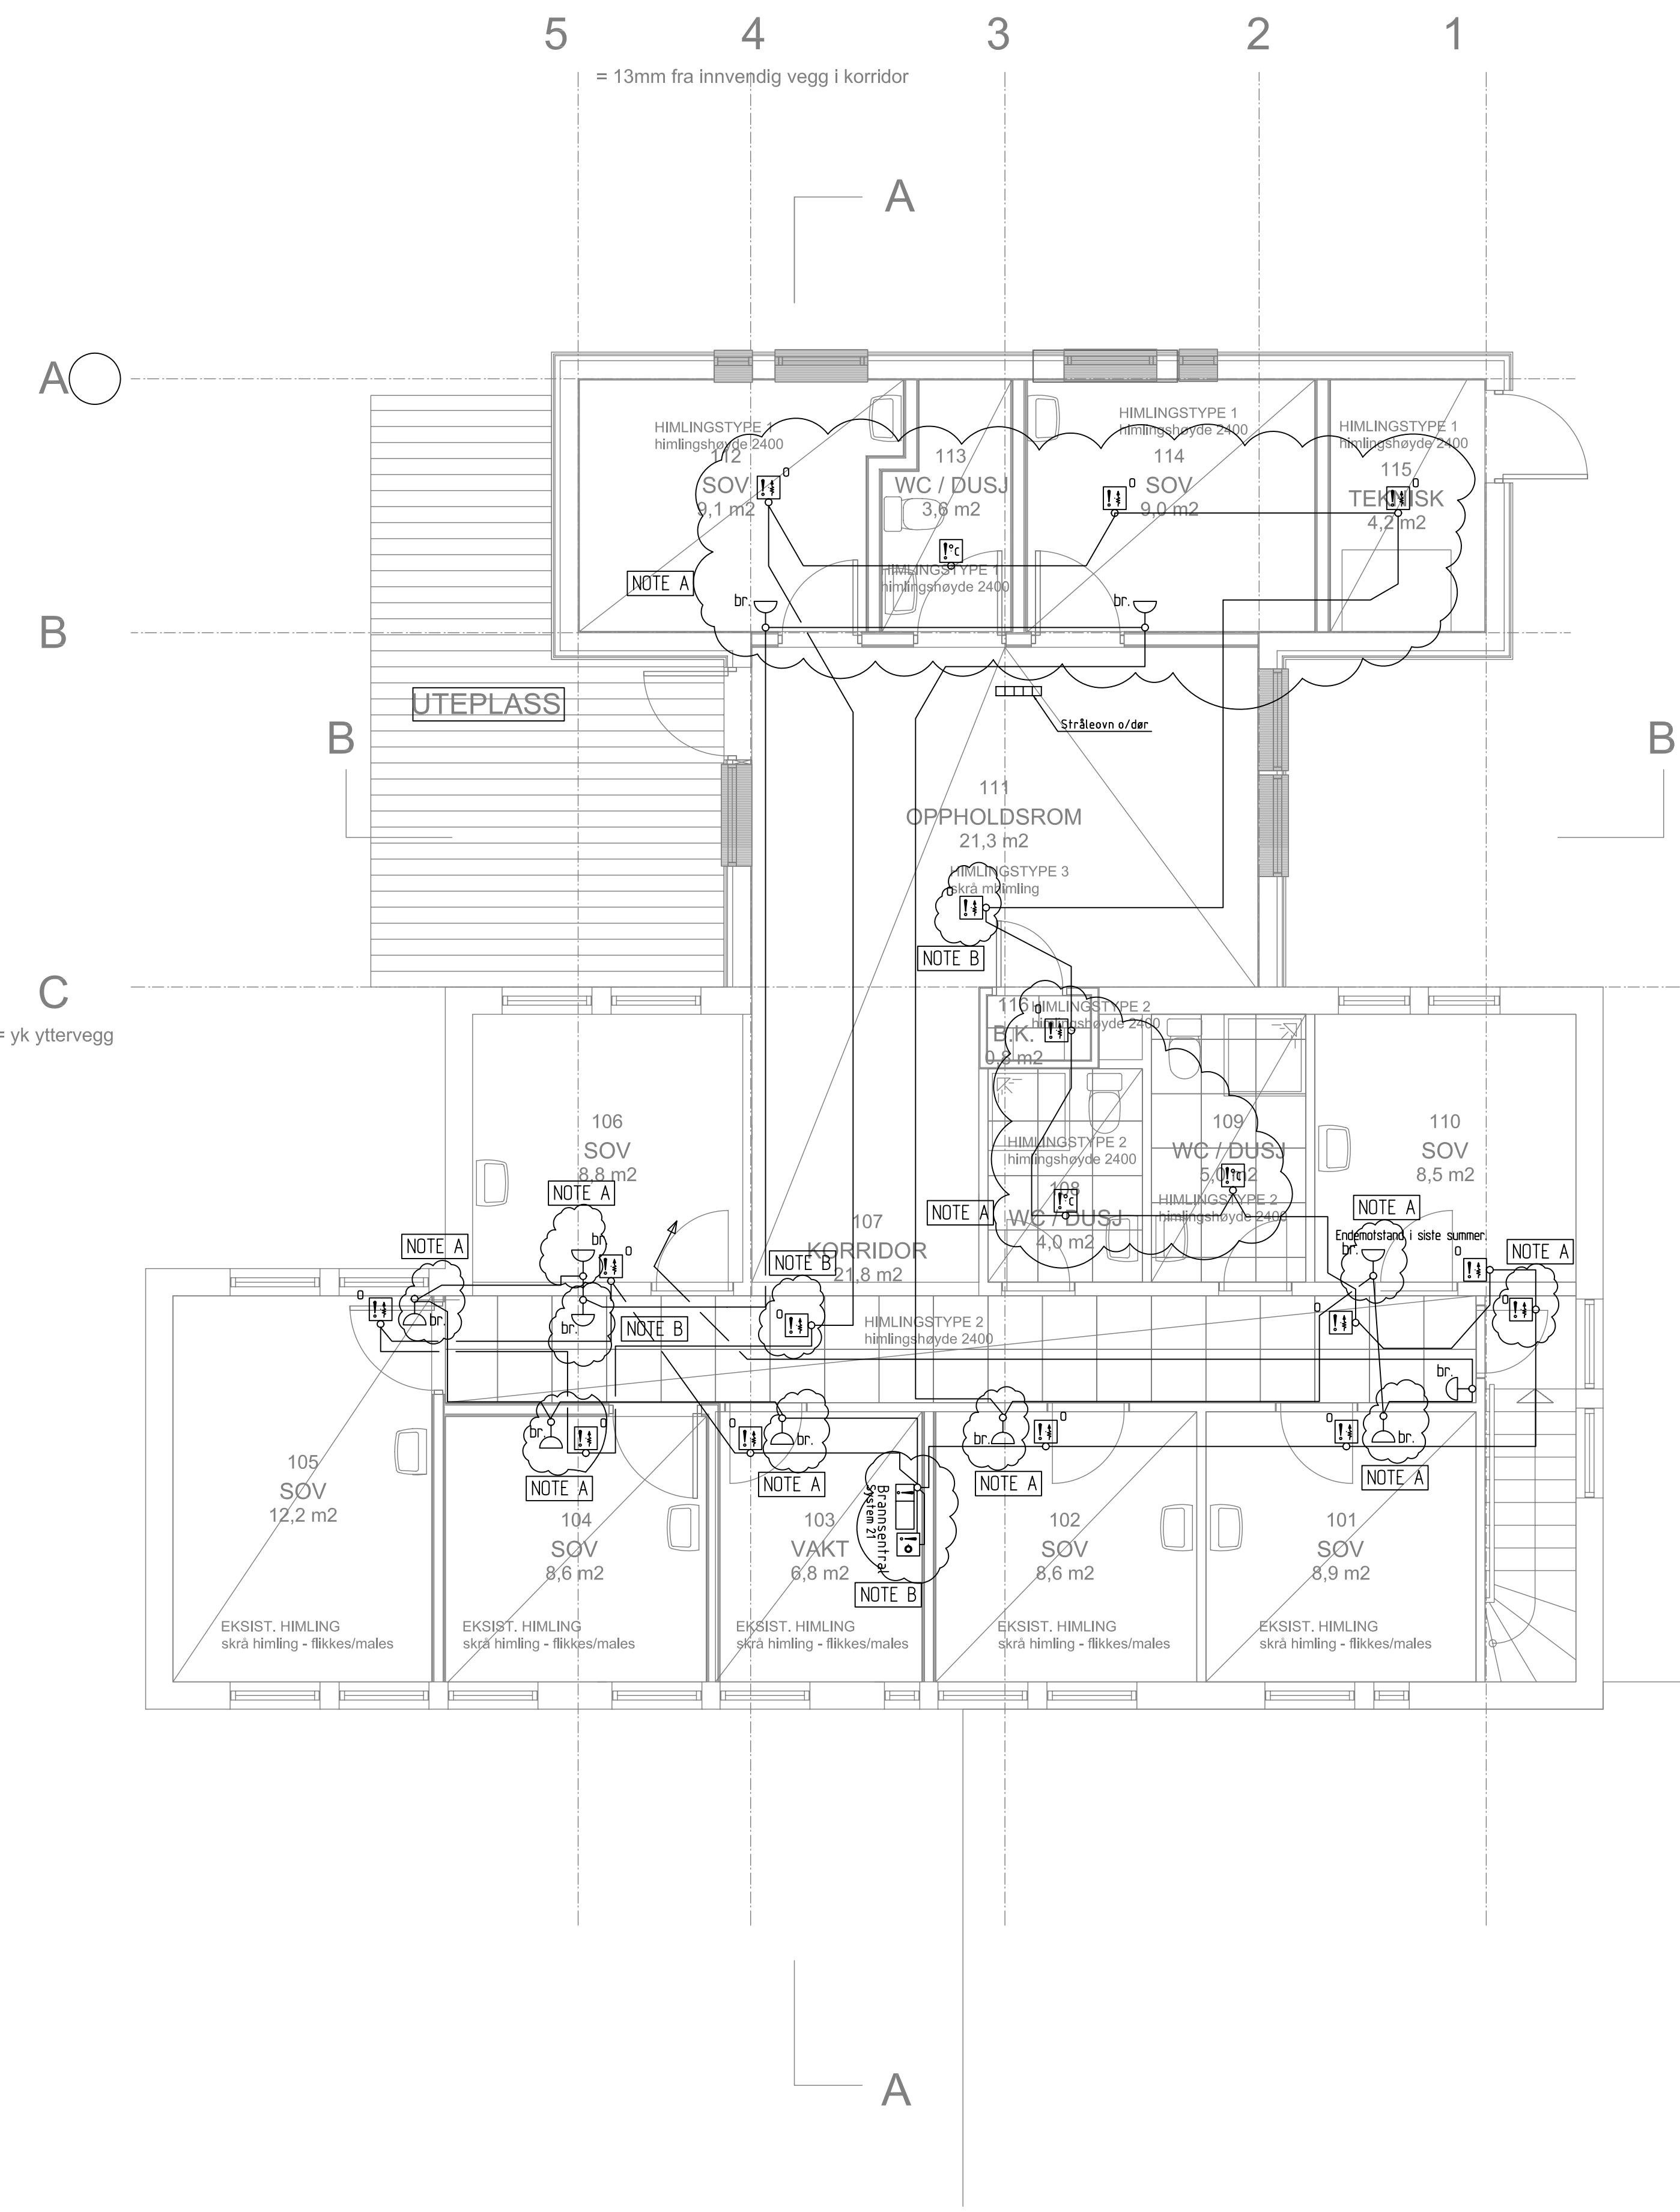 5 4 3 2 1
= 13mm fra innvendig vegg i korridor
A
A
HIMLINGSTYPE 1
himlingshøyde 2400
112
SOV
9,1 m2
O
113
WC / DUSJ
3,6 m2
HIMLINGSTYPE 1
himlingshøyde 2400
114
SOV
9,0 m2
O
HIMLINGSTYPE 1
himlingshøyde 2400
115
TEKNISK
4,2 m2
O
!°C
HIMLINGSTYPE 1
himlingshøyde 2400
NOTE A
br.
br.
B
UTEPLASS
B
B
Stråleovn o/dør
111
OPPHOLDSROM
21,3 m2
HIMLINGSTYPE 3
skrå mhimling
O
NOTE B
C
= yk yttervegg
116
B.K.
0,8 m2
O
HIMLINGSTYPE 2
himlingshøyde 2400
106
SOV
8,8 m2
NOTE A
HIMLINGSTYPE 2
himlingshøyde 2400
109
WC / DUSJ
5,0 m2
!°C
HIMLINGSTYPE 2
himlingshøyde 2400
110
SOV
8,5 m2
108
WC / DUSJ
4,0 m2
!°C
NOTE A
NOTE A
107
KORRIDOR
21,8 m2
NOTE A
br.
O
NOTE B
Endemotstand i siste summer.
br.
O
NOTE A
O
br.
br.
NOTE B
O
HIMLINGSTYPE 2
himlingshøyde 2400
O
O
br.
br.
O
NOTE A
O
br.
NOTE A
br.
O
NOTE A
O
br.
NOTE A
Brannsentral
System 21
NOTE B
105
SOV
12,2 m2
104
SOV
8,6 m2
103
VAKT
6,8 m2
102
SOV
8,6 m2
101
SOV
8,9 m2
EKSIST. HIMLING
skrå himling - flikkes/males
EKSIST. HIMLING
skrå himling - flikkes/males
EKSIST. HIMLING
skrå himling - flikkes/males
EKSIST. HIMLING
skrå himling - flikkes/males
EKSIST. HIMLING
skrå himling - flikkes/males
A